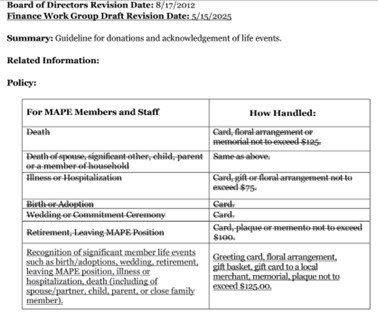 Board of Directors Revision Date: 8/17/2012
Finance Work Group Draft Revision Date: 5/15/2025
Summary: Guideline for donations and acknowledgement of life events.
Related Information:
Policy:
For MAPE Members and Staff
How Handled:
Death
Card, floral arrangement or
memorial not to exceed $125.
Death of spouse, significant other, child, parent
or a member of household
Same as above.
Illness or Hospitalization
Card, gift or floral arrangement not to
exceed $75.
Birth or Adoption
Card.
Wedding or Commitment Ceremony
Card.
Retirement, Leaving MAPE Position
Card, plaque or memento not to exceed
$100.
Recognition of significant member life events
such as birth/adoptions, wedding, retirement,
leaving MAPE position, illness or
hospitalization, death (including of
spouse/partner, child, parent, or close family
member).
Greeting card, floral arrangement,
gift basket, gift card to a local
merchant, memorial, plaque not to
exceed $125.00.